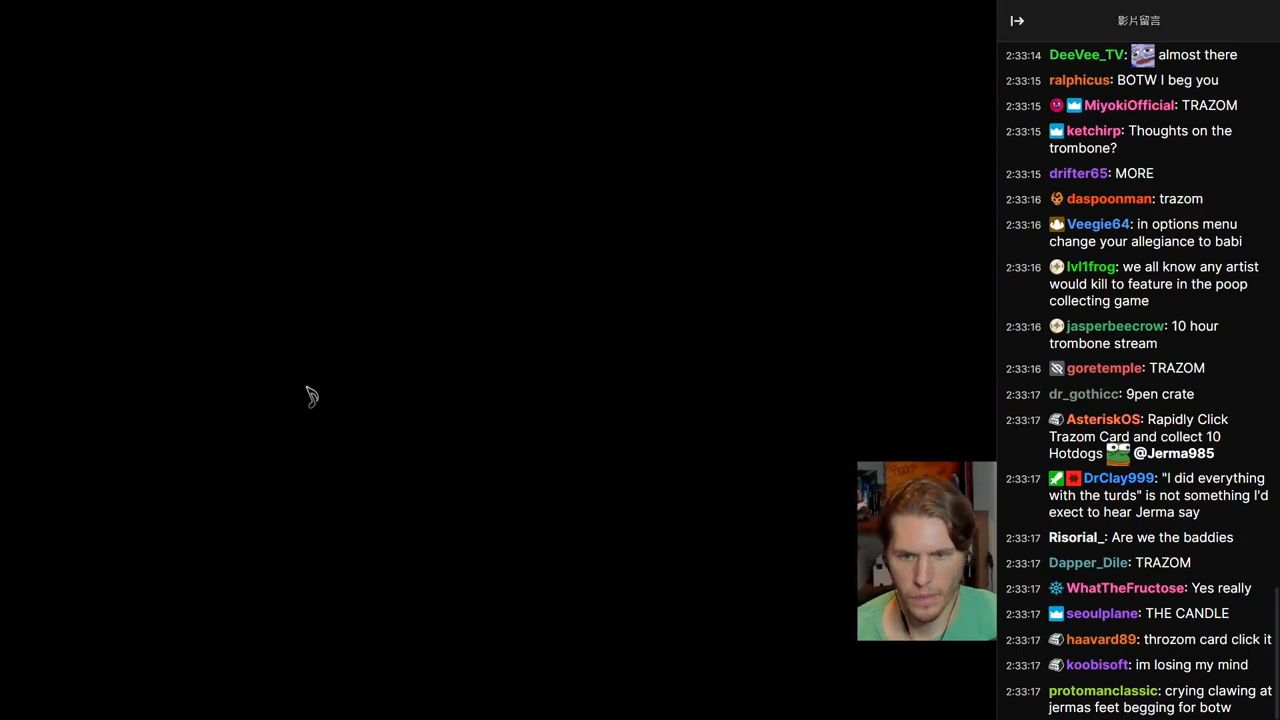 影片留言
2:33:14 DeeVee_TV: almost there
2:33:15 ralphicus: BOTW I beg you
2:33:15 MiyokiOfficial: TRAZOM
2:33:15 ketchirp: Thoughts on the
trombone?
2:33:15 drifter65: MORE
2:33:16 daspoonman: trazom
2:33:16 Veegie64: in options menu
change your allegiance to babi
2:33:16 lvl1frog: we all know any artist
would kill to feature in the poop
collecting game
2:33:16 jasperbeecrow: 10 hour
trombone stream
2:33:16 goretemple: TRAZOM
2:33:17 dr_gothicc: 9pen crate
2:33:17 AsteriskOS: Rapidly Click
Trazom Card and collect 10
Hotdogs @Jerma985
2:33:17 DrClay999: "I did everything
with the turds" is not something I'd
exect to hear Jerma say
2:33:17 Risorial_: Are we the baddies
2:33:17 Dapper_Dile: TRAZOM
2:33:17 WhatTheFructose: Yes really
2:33:17 seoulplane: THE CANDLE
2:33:17 haavard89: throzom card click it
2:33:17 koobisoft: im losing my mind
2:33:17 protomanclassic: crying clawing at
jermas feet begging for botw